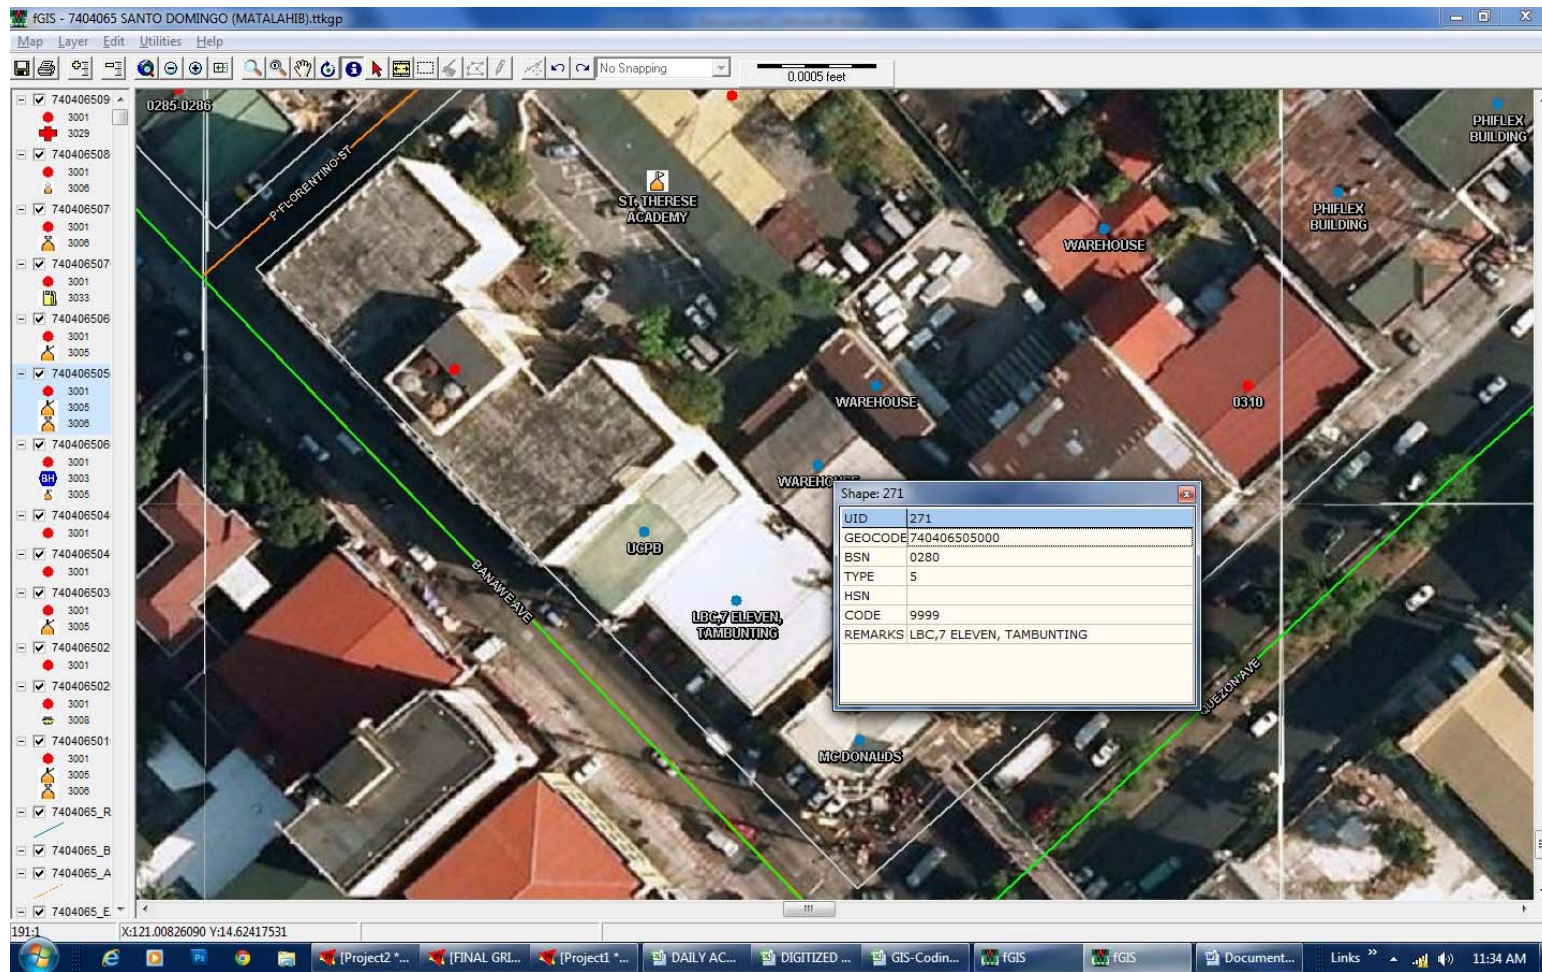 fGIS - 7404065 SANTO DOMINGO (MATALAHIB).ttkgp
Map Layer Edit Utilities Help
No Snapping
0.0005 feet
740406509
3001
3029
740406508
3001
3006
740406507
3001
3006
740406507
3001
3033
740406506
3001
3005
740406505
3001
3005
3006
740406506
3001
BH 3003
3005
740406504
3001
740406504
3001
740406503
3001
3005
740406502
3001
740406502
3001
3008
740406501
3001
3005
3006
7404065_R
7404065_B
7404065_A
7404065_E
0285-0286
P FLORENTINO ST
ST. THERESE
ACADEMY
PHIFLEX
BUILDING
PHIFLEX
BUILDING
WAREHOUSE
WAREHOUSE
0310
UCPB
BANAWE AVE
LBC,7 ELEVEN,
TAMBUNTING
MC DONALDS
QUEZON AVE
Shape: 271
UID 271
GEOCODE 740406505000
BSN 0280
TYPE 5
HSN
CODE 9999
REMARKS LBC,7 ELEVEN, TAMBUNTING
191:1 X:121.00826090 Y:14.62417531
[Project2 *... [FINAL GRI... [Project1 *... DAILY AC... DIGITIZED ... GIS-Codin... fGIS fGIS Document... Links 11:34 AM